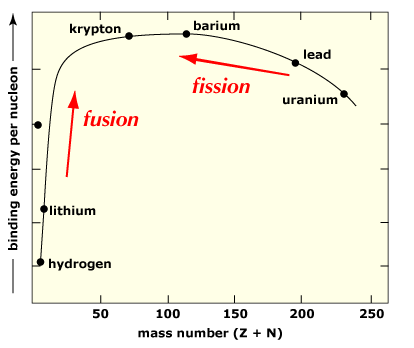 barium
krypton
lead
fission
uranium
fusion
lithium
hydrogen
binding energy per nucleon
50
100
150
200
250
mass number (Z + N)